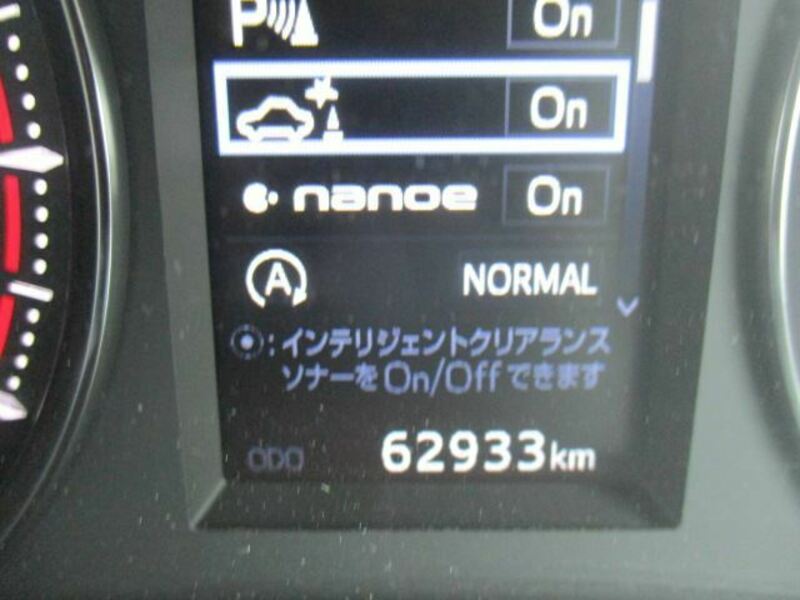 P On
On
nanoe On
A NORMAL
: インテリジェントクリアランス
ソナーをOn/Offできます
ODO 62933km